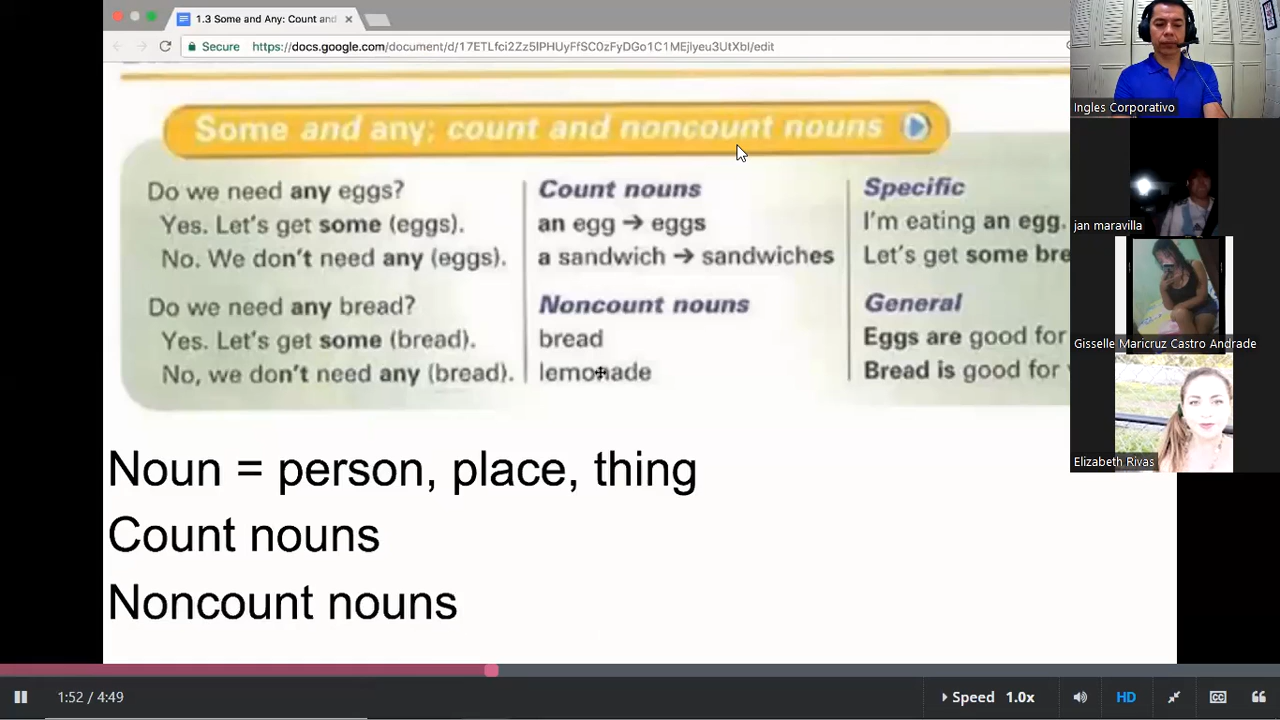 1.3 Some and Any: Count and
Secure https://docs.google.com/document/d/17ETLfci2Zz5lPHUyFfSC0zFyDGo1C1MEjlyeu3UtXbI/edit
Some and any; count and noncount nouns
Do we need any eggs?
Yes. Let's get some (eggs).
No. We don't need any (eggs).
Do we need any bread?
Yes. Let's get some (bread).
No, we don't need any (bread).
Count nouns
an egg → eggs
a sandwich → sandwiches
Noncount nouns
bread
lemonade
Specific
I'm eating an egg.
Let's get some bre
General
Eggs are good for
Bread is good for
Noun = person, place, thing
Count nouns
Noncount nouns
Ingles Corporativo
jan maravilla
Gisselle Maricruz Castro Andrade
Elizabeth Rivas
1:52 / 4:49
Speed 1.0x
HD